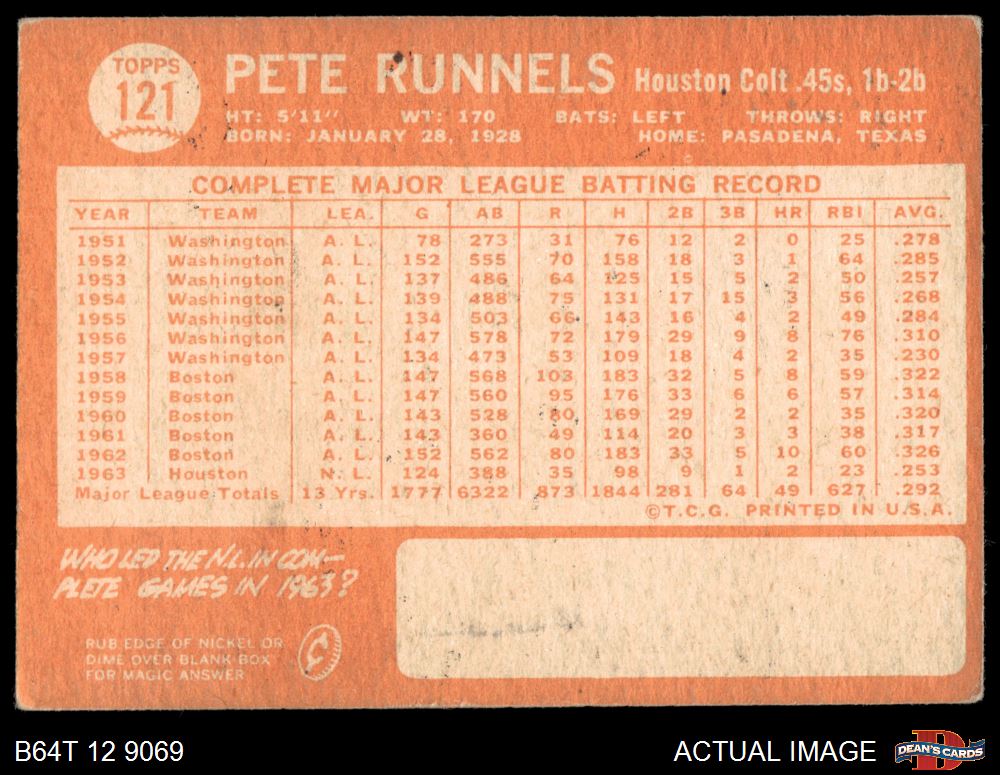 TOPPS
121
PETE RUNNELS Houston Colt .45s, 1b-2b
HT: 5'11" WT: 170 BATS: LEFT THROWS: RIGHT
BORN: JANUARY 28, 1928 HOME: PASADENA, TEXAS
COMPLETE MAJOR LEAGUE BATTING RECORD
YEAR TEAM LEA. G AB R H 2B 3B HR RBI AVG.
1951 Washington A. L. 78 273 31 76 12 2 0 25 .278
1952 Washington A. L. 152 555 70 158 18 3 1 64 .285
1953 Washington A. L. 137 486 64 125 15 5 2 50 .257
1954 Washington A. L. 139 488 75 131 17 15 3 56 .268
1955 Washington A. L. 134 503 66 143 16 4 2 49 .284
1956 Washington A. L. 147 578 72 179 29 9 8 76 .310
1957 Washington A. L. 134 473 53 109 18 4 2 35 .230
1958 Boston A. L. 147 568 103 183 32 5 8 59 .322
1959 Boston A. L. 147 560 95 176 33 6 6 57 .314
1960 Boston A. L. 143 528 80 169 29 2 2 35 .320
1961 Boston A. L. 143 360 49 114 20 3 3 38 .317
1962 Boston A. L. 152 562 80 183 33 5 10 60 .326
1963 Houston N. L. 124 388 35 98 9 1 2 23 .253
Major League Totals 13 Yrs. 1777 6322 873 1844 281 64 49 627 .292
©T.C.G. PRINTED IN U.S.A.
WHO LED THE N.L. IN COM-
PLETE GAMES IN 1963?
RUB EDGE OF NICKEL OR
DIME OVER BLANK BOX
FOR MAGIC ANSWER
B64T 12 9069
ACTUAL IMAGE
DEAN'S CARDS